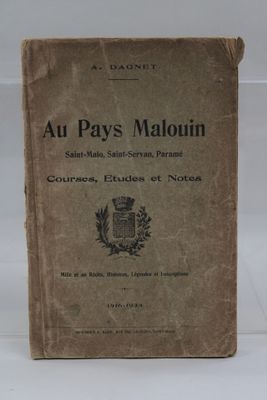 A. DAGNET
Au Pays Malouin
Saint-Malo, Saint-Servan, Paramé
Courses, Etudes et Notes
Mille et un Récits, Histoires, Légendes et Inscriptions